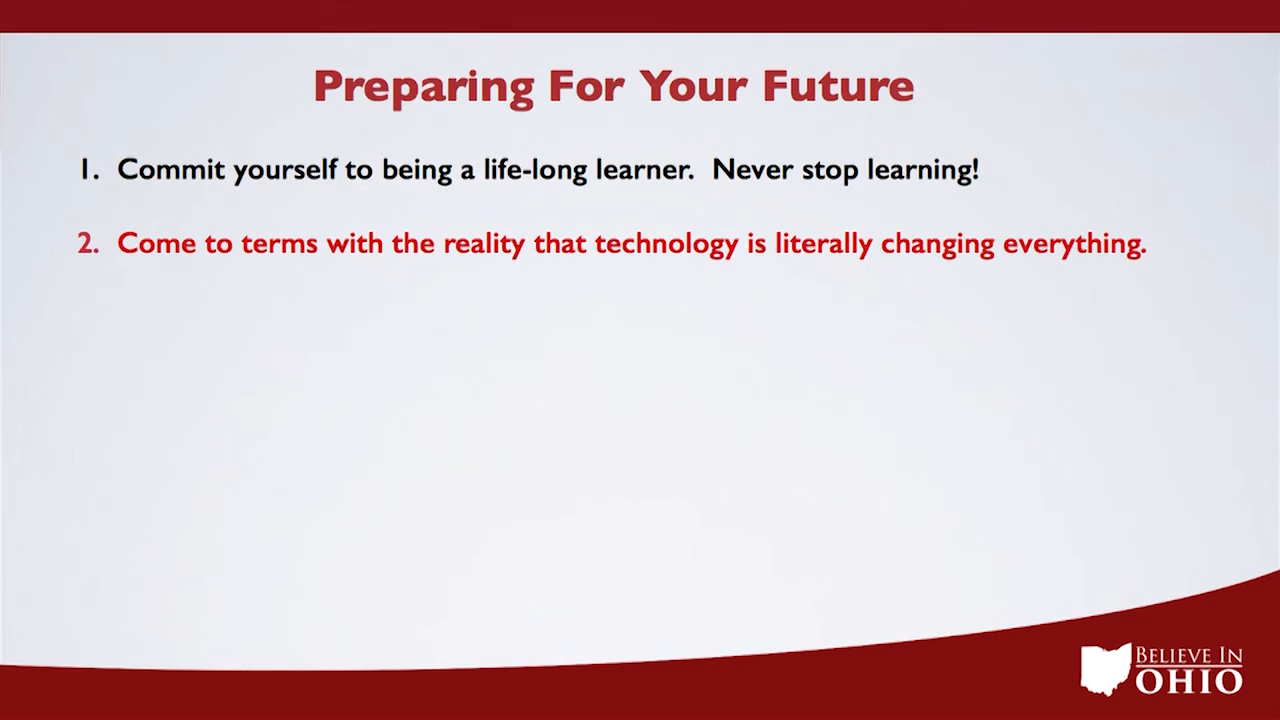 Preparing For Your Future
1. Commit yourself to being a life-long learner. Never stop learning!
2. Come to terms with the reality that technology is literally changing everything.
BELIEVE IN
OHIO